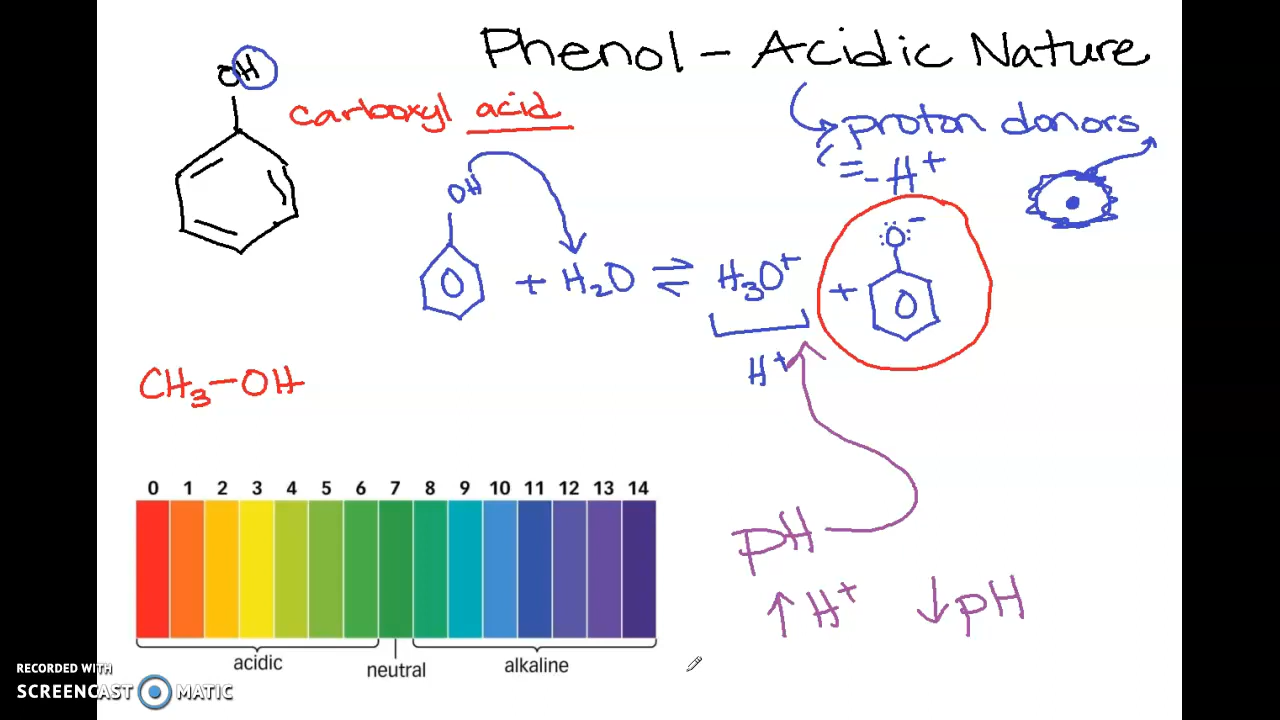 Phenol - Acidic Nature
OH
carboxyl acid
proton donors
= - H+
OH
+ H2O ⇌ H3O+ + O-
H+
CH3-OH
0 1 2 3 4 5 6 7 8 9 10 11 12 13 14
acidic neutral alkaline
pH
↑ H+ ↓ pH
RECORDED WITH
SCREENCAST MATIC